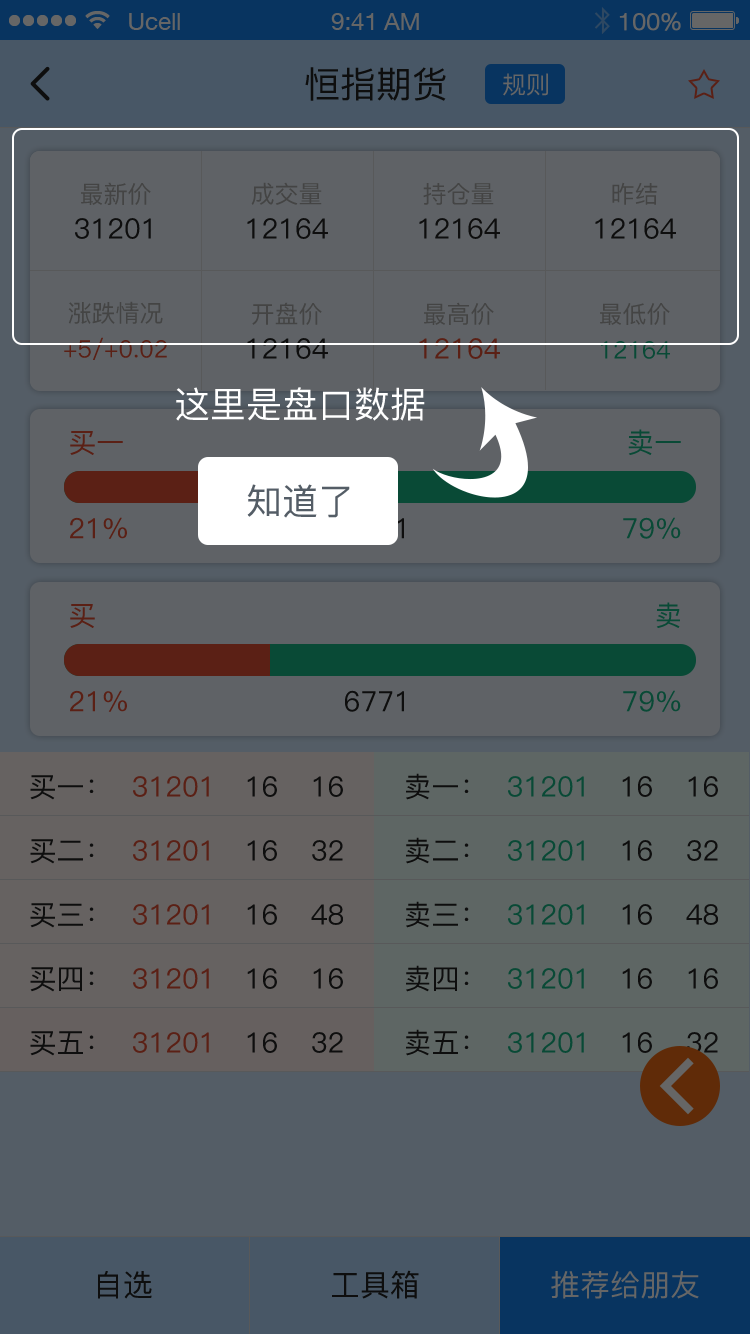 Ucell 9:41 AM 100%
恒指期货 规则
最新价 成交量 持仓量 昨结
31201 12164 12164 12164
涨跌情况 开盘价 最高价 最低价
+5/+0.02 12164 12164 12164
这里是盘口数据
买一 卖一
知道了
21% 1 79%
买 卖
21% 6771 79%
买一: 31201 16 16 卖一: 31201 16 16
买二: 31201 16 32 卖二: 31201 16 32
买三: 31201 16 48 卖三: 31201 16 48
买四: 31201 16 16 卖四: 31201 16 16
买五: 31201 16 32 卖五: 31201 16 32
自选 工具箱 推荐给朋友